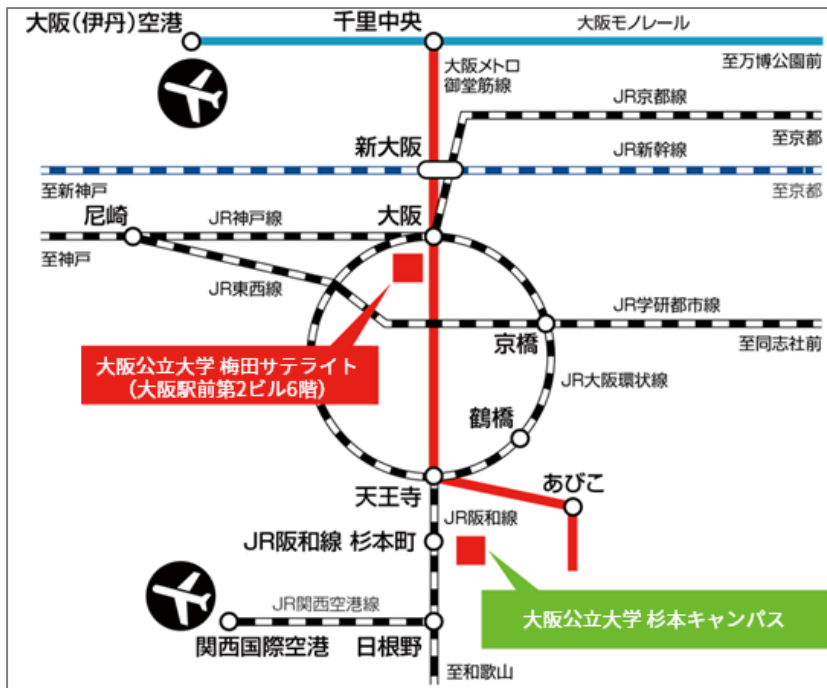 大阪(伊丹)空港
千里中央
大阪モノレール
至万博公園前
大阪メトロ
御堂筋線
JR京都線
至京都
新大阪
JR新幹線
至新神戸
至京都
尼崎
JR神戸線
大阪
至神戸
JR東西線
JR学研都市線
京橋
至同志社前
大阪公立大学 梅田サテライト
(大阪駅前第2ビル6階)
JR大阪環状線
鶴橋
天王寺
あびこ
JR阪和線
JR阪和線 杉本町
大阪公立大学 杉本キャンパス
JR関西空港線
関西国際空港
日根野
至和歌山